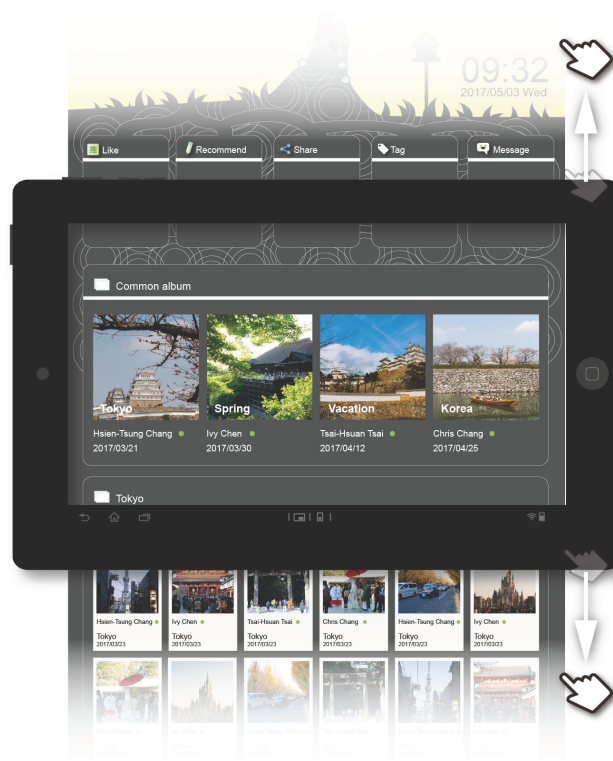 09:32
2017/05/03 Wed
Like
Recommend
Share
Tag
Message
Common album
Tokyo
Spring
Vacation
Korea
Hsien-Tsung Chang
Ivy Chen
Tsai-Hsuan Tsai
Chris Chang
2017/03/21
2017/03/30
2017/04/12
2017/04/25
Tokyo
Hsien-Tsung Chang
Ivy Chen
Tsai-Hsuan Tsai
Chris Chang
Hsien-Tsung Chang
Ivy Chen
Tokyo
Tokyo
Tokyo
Tokyo
Tokyo
Tokyo
2017/03/23
2017/03/23
2017/03/23
2017/03/23
2017/03/23
2017/03/23